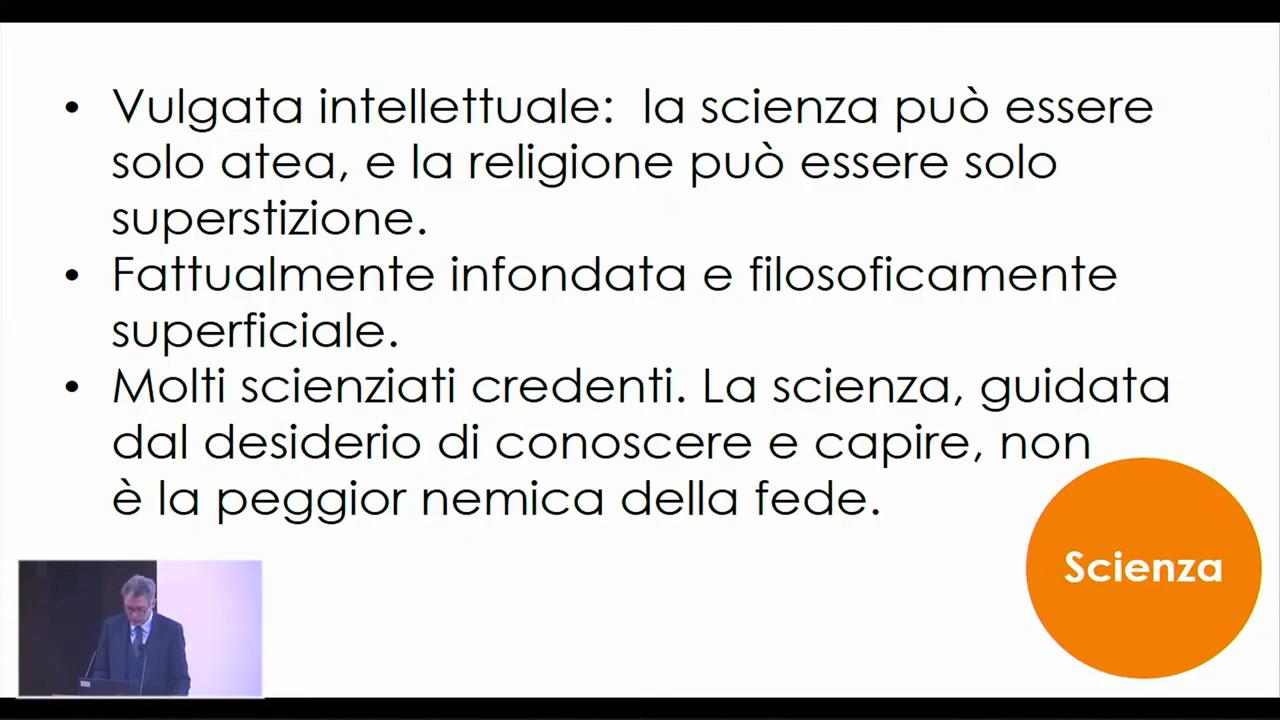 • Vulgata intellettuale: la scienza può essere
solo atea, e la religione può essere solo
superstizione.
• Fattualmente infondata e filosoficamente
superficiale.
• Molti scienziati credenti. La scienza, guidata
dal desiderio di conoscere e capire, non
è la peggior nemica della fede.
Scienza